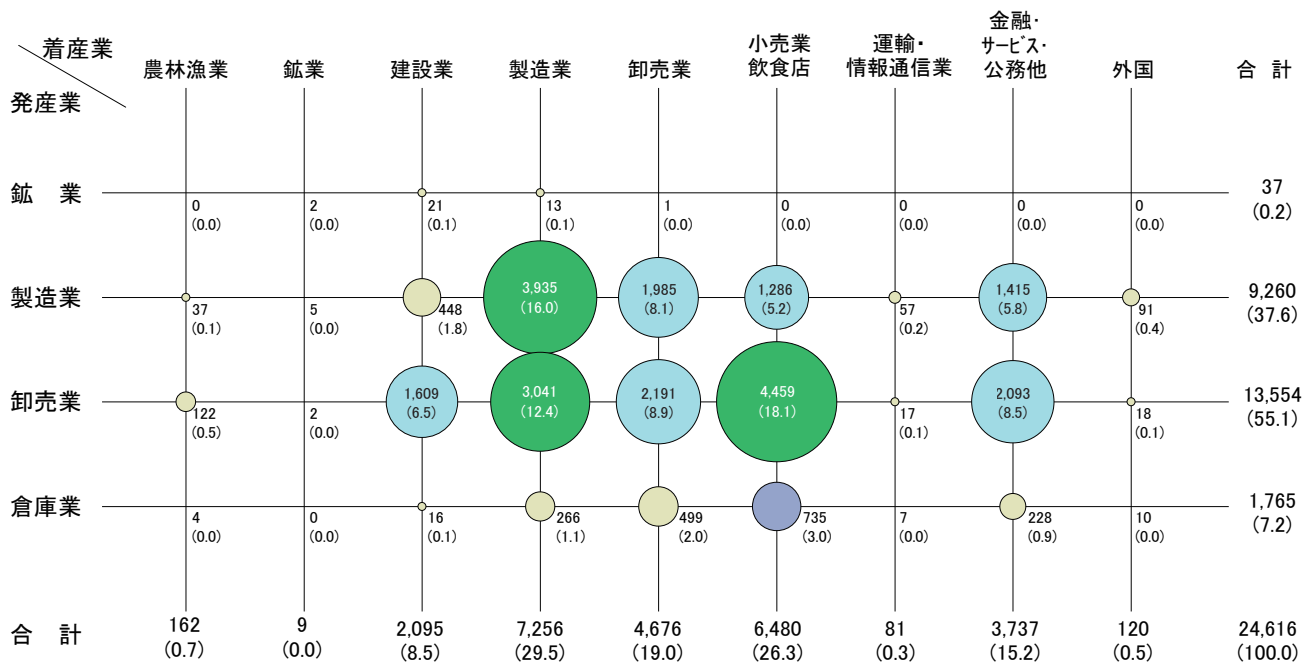 着産業
発産業
農林漁業
鉱業
建設業
製造業
卸売業
小売業
飲食店
運輸・
情報通信業
金融・
サービス・
公務他
外国
合 計
鉱 業
0 2 21 13 1 0 0 0 0 37
(0.0) (0.0) (0.1) (0.1) (0.0) (0.0) (0.0) (0.0) (0.0) (0.2)
製造業
37 5 448 3,935 1,985 1,286 57 1,415 91 9,260
(0.1) (0.0) (1.8) (16.0) (8.1) (5.2) (0.2) (5.8) (0.4) (37.6)
卸売業
122 2 1,609 3,041 2,191 4,459 17 2,093 18 13,554
(0.5) (0.0) (6.5) (12.4) (8.9) (18.1) (0.1) (8.5) (0.1) (55.1)
倉庫業
4 0 16 266 499 735 7 228 10 1,765
(0.0) (0.0) (0.1) (1.1) (2.0) (3.0) (0.0) (0.9) (0.0) (7.2)
合 計
162 9 2,095 7,256 4,676 6,480 81 3,737 120 24,616
(0.7) (0.0) (8.5) (29.5) (19.0) (26.3) (0.3) (15.2) (0.5) (100.0)